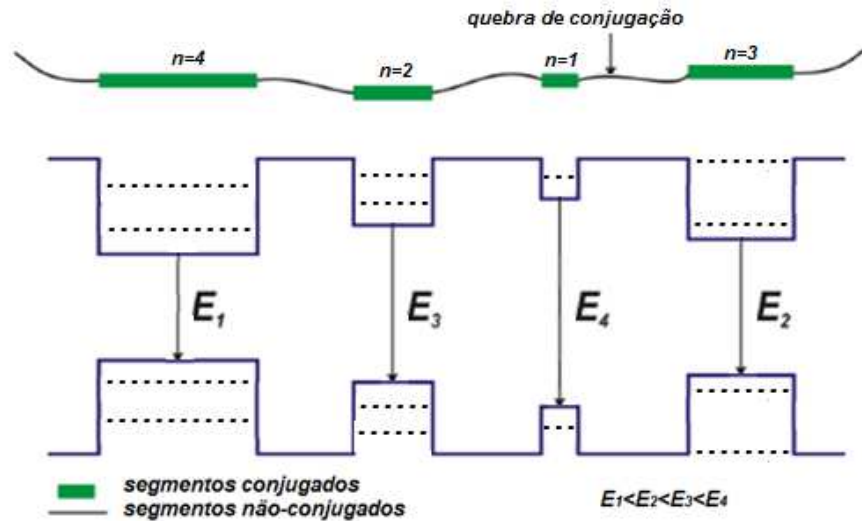 quebra de conjugação
n=4
n=2
n=1
n=3
E1
E3
E4
E2
segmentos conjugados
segmentos não-conjugados
E1<E2<E3<E4